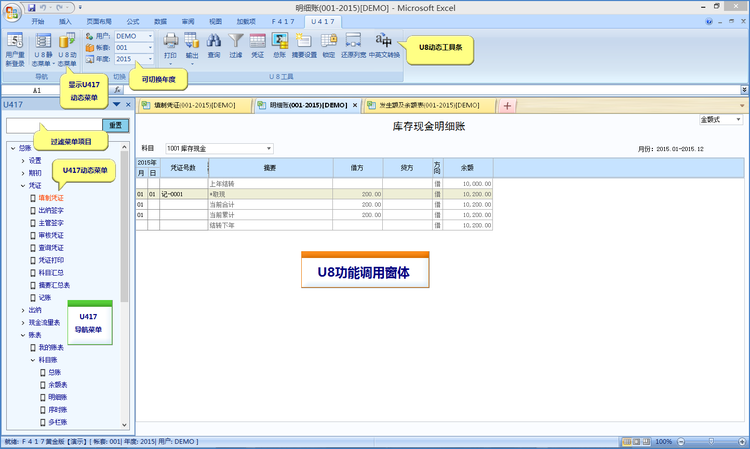 明细账(001-2015)[DEMO] - Microsoft Excel
开始 插入 页面布局 公式 数据 审阅 视图 加载项 F 4 1 7 U 4 1 7
用户重新登录
U 8 静态菜单
U 8 动态菜单
用户: DEMO
帐套: 001
年度: 2015
打印 输出 查询 过滤 凭证 总账 摘要设置 锁定 还原列宽 中英文转换
导航 切换 U 8 工具
U8动态工具条
可切换年度
显示U417
动态菜单
A1
fx
U417
填制凭证(001-2015)[DEMO] 明细账(001-2015)[DEMO] 发生额及余额表(001-2015)[DEMO]
重置
过滤菜单项目
U417动态菜单
总账
设置
期初
凭证
填制凭证
出纳签字
主管签字
审核凭证
查询凭证
凭证打印
科目汇总
摘要汇总表
记账
出纳
现金流量表
账表
我的账表
科目账
总账
余额表
明细账
序时账
多栏账
U417
导航菜单
库存现金明细账
金额式
科目 1001 库存现金
月份: 2015.01-2015.12
2015年 凭证号数 摘要 借方 贷方 方向 余额
月 日
上年结转 借 10,000.00
01 01 记-0001 *取现 200.00 借 10,200.00
01 当前合计 200.00 借 10,200.00
01 当前累计 200.00 借 10,200.00
结转下年 借 10,200.00
U8功能调用窗体
就绪: F 4 1 7 黄金版【演示】[ 帐套: 001| 年度: 2015| 用户: DEMO ]
100%